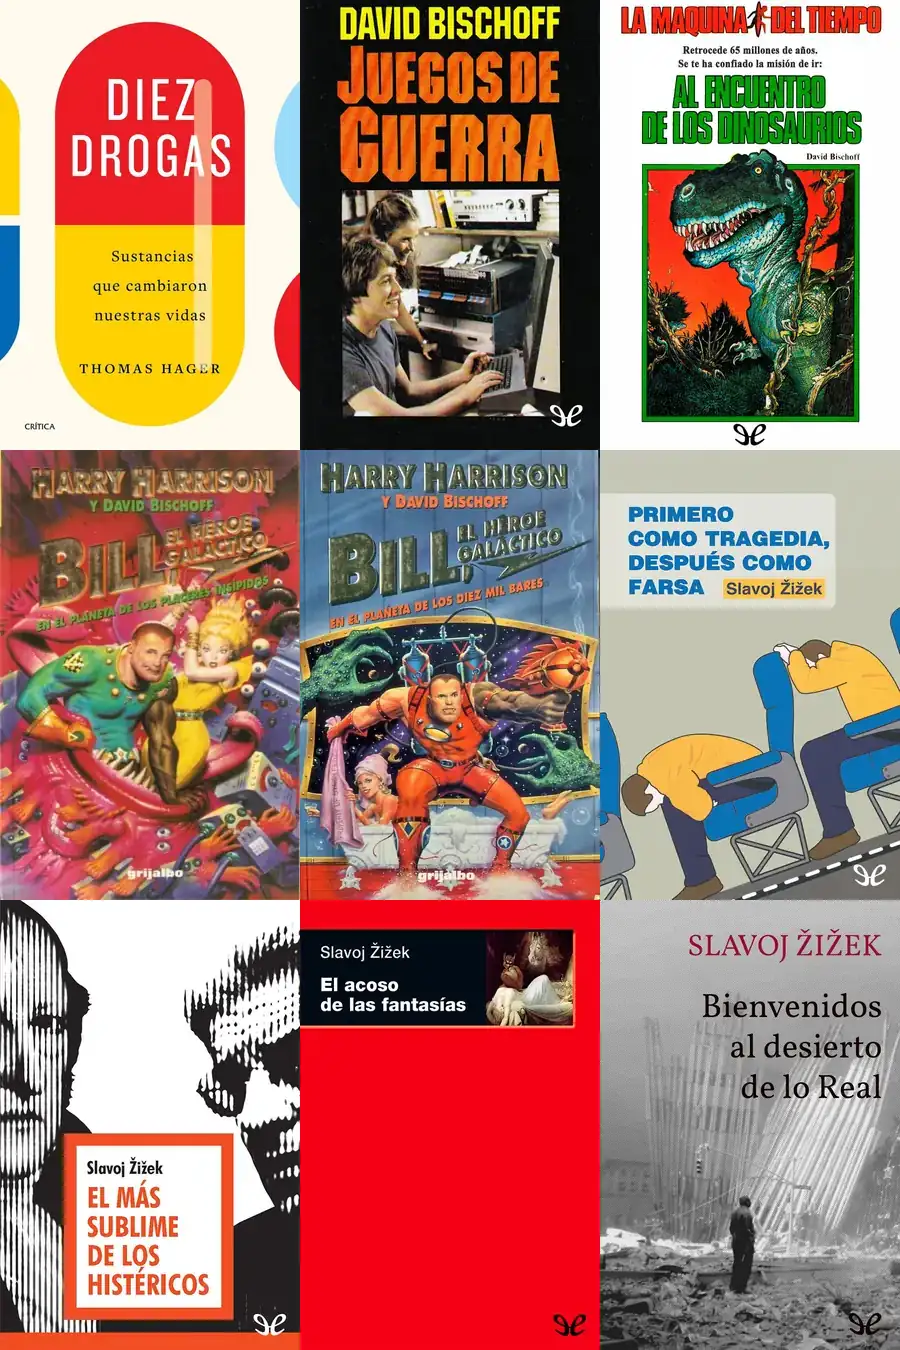 DIEZ
DROGAS
Sustancias
que cambiaron
nuestras vidas
THOMAS HAGER
CRÍTICA
DAVID BISCHOFF
JUEGOS DE
GUERRA
LA MAQUINA DEL TIEMPO
Retrocede 65 millones de años.
Se te ha confiado la misión de ir:
AL ENCUENTRO
DE LOS DINOSAURIOS
David Bischoff
HARRY HARRISON
Y DAVID BISCHOFF
BILL, EL HÉROE
GALÁCTICO
EN EL PLANETA DE LOS PLACERES INSÍPIDOS
grijalbo
HARRY HARRISON
Y DAVID BISCHOFF
BILL, EL HÉROE
GALÁCTICO
EN EL PLANETA DE LOS DIEZ MIL BARES
grijalbo
PRIMERO
COMO TRAGEDIA,
DESPUÉS COMO
FARSA Slavoj Žižek
Slavoj Žižek
EL MÁS
SUBLIME
DE LOS
HISTÉRICOS
Slavoj Žižek
El acoso
de las fantasías
SLAVOJ ŽIŽEK
Bienvenidos
al desierto
de lo Real